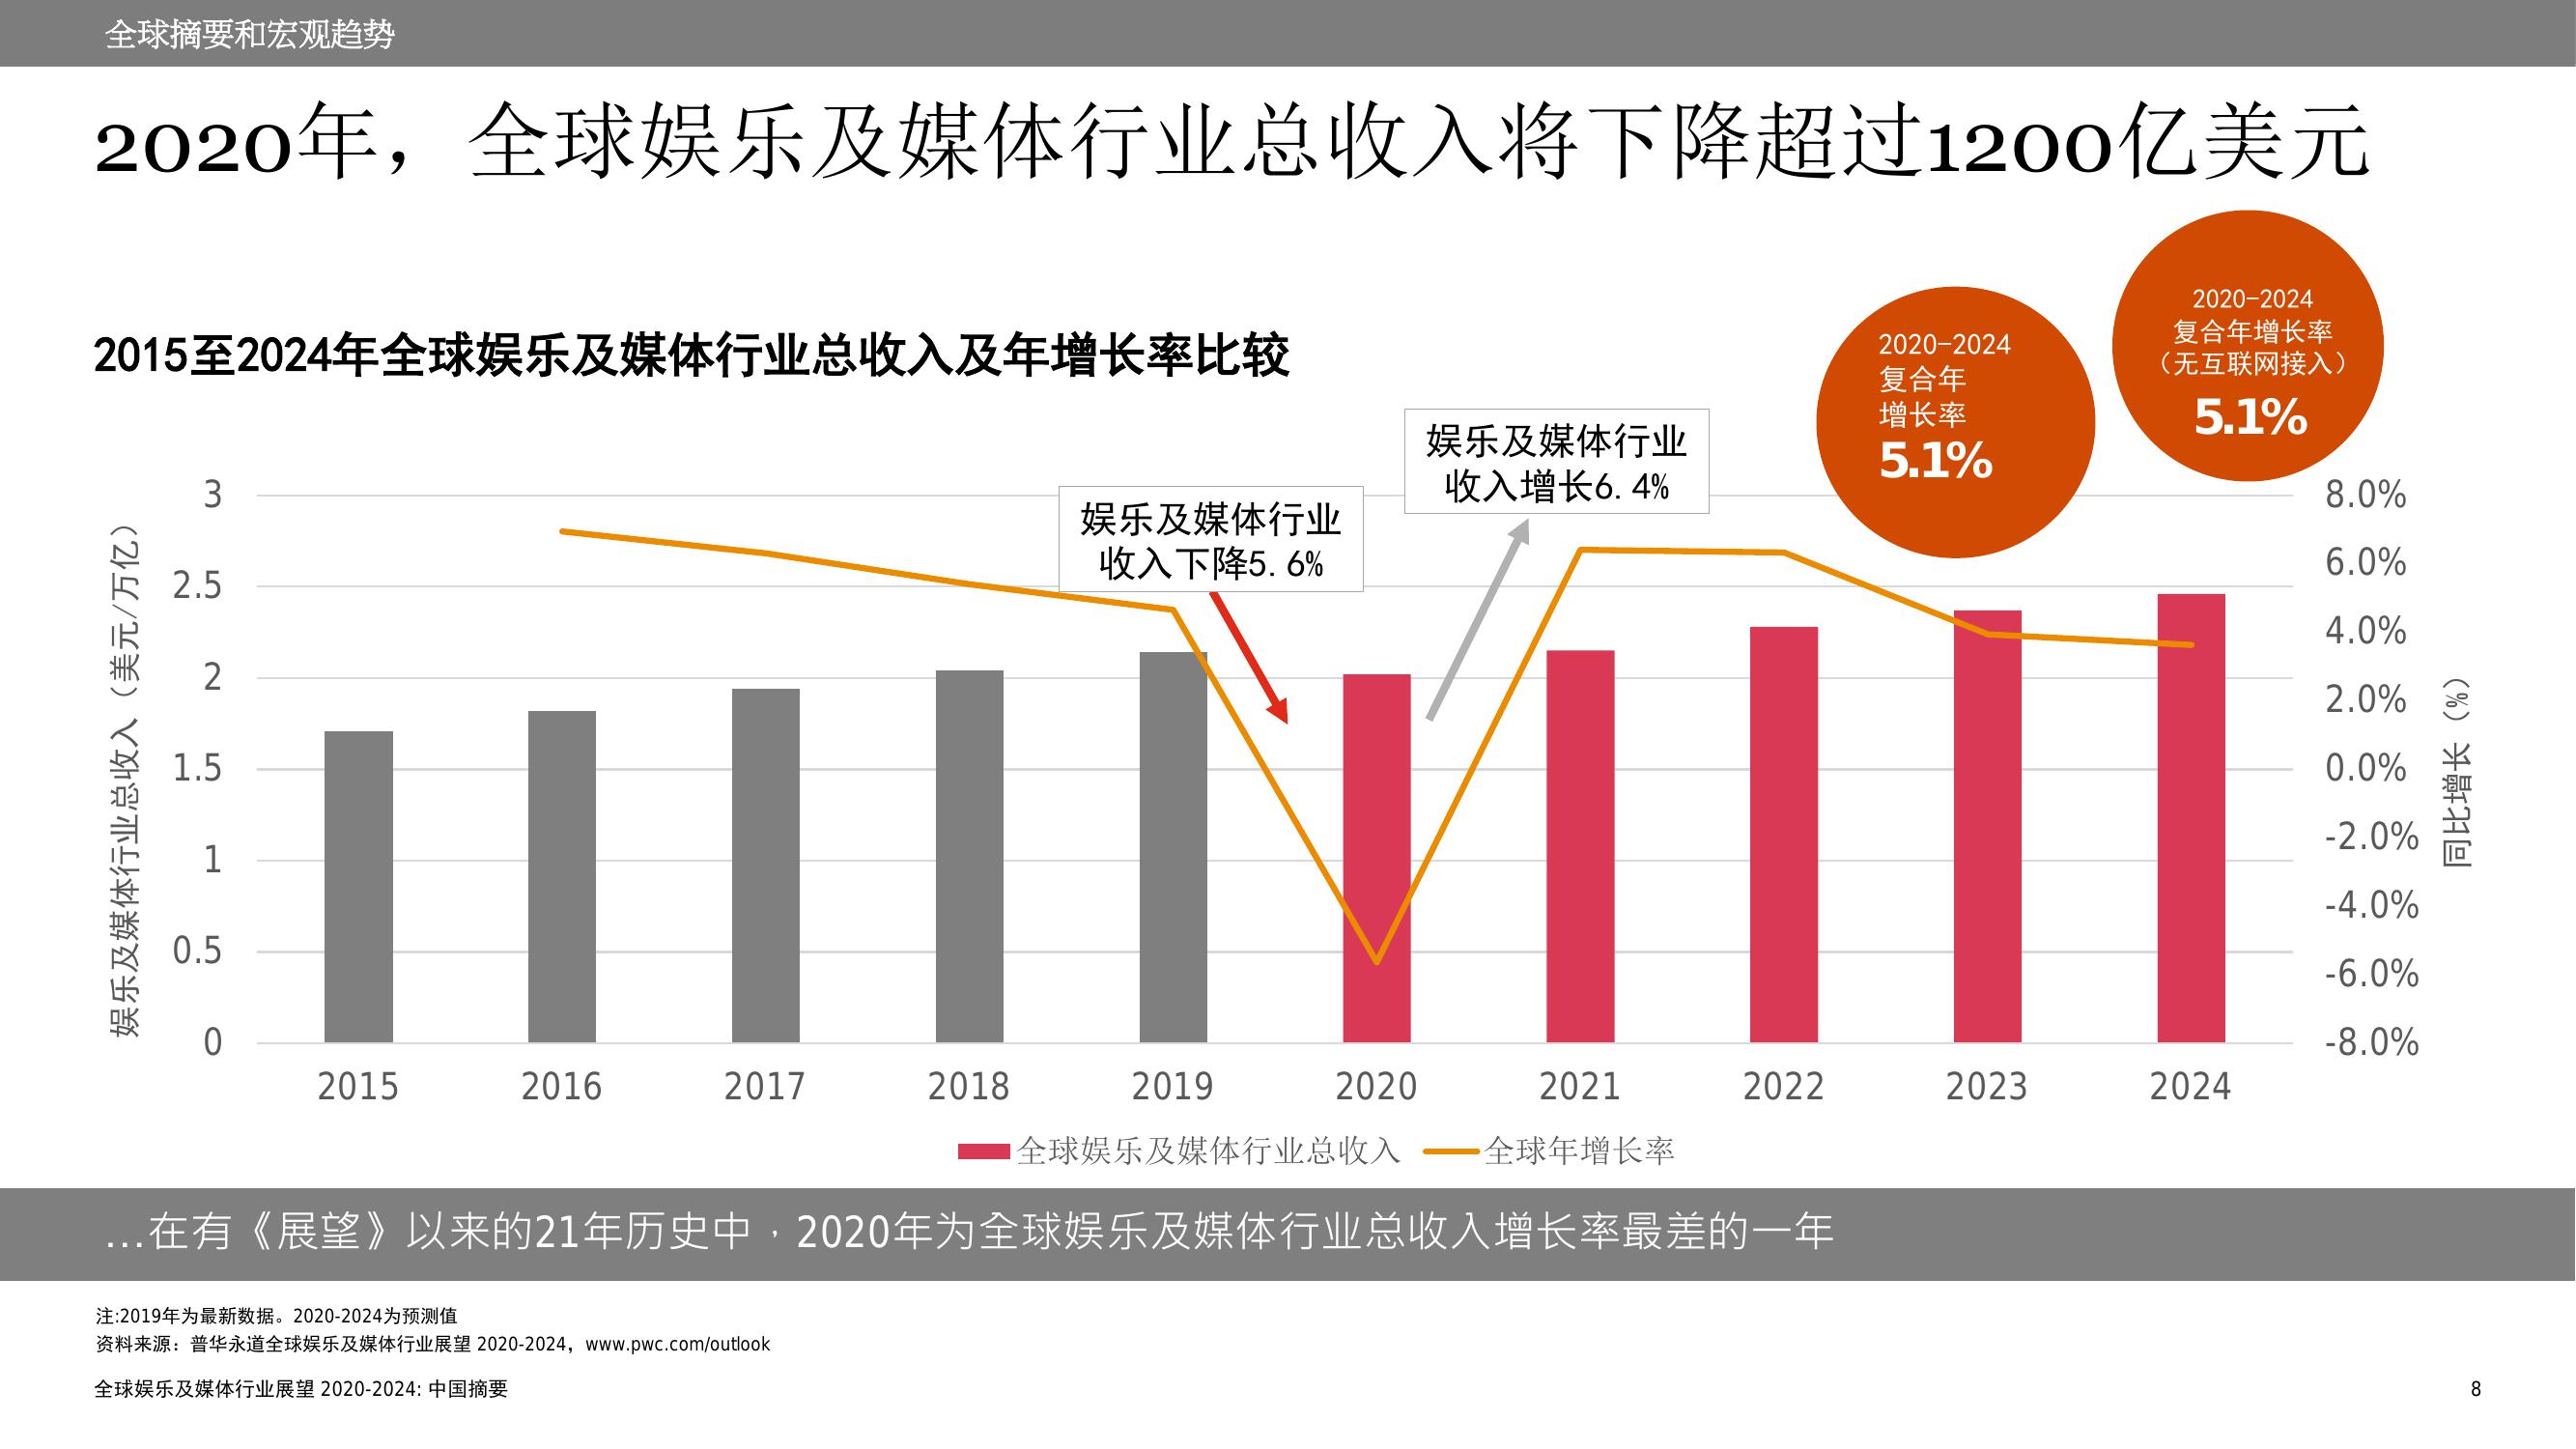 全球摘要和宏观趋势
2020年，全球娱乐及媒体行业总收入将下降超过1200亿美元
2015至2024年全球娱乐及媒体行业总收入及年增长率比较
2020-2024
复合年
增长率
5.1%
2020-2024
复合年增长率
（无互联网接入）
5.1%
娱乐及媒体行业
收入下降5.6%
娱乐及媒体行业
收入增长6.4%
娱乐及媒体行业总收入（美元/万亿）
3
2.5
2
1.5
1
0.5
0
8.0%
6.0%
4.0%
2.0%
0.0%
-2.0%
-4.0%
-6.0%
-8.0%
同比增长（%）
2015 2016 2017 2018 2019 2020 2021 2022 2023 2024
全球娱乐及媒体行业总收入 全球年增长率
…在有《展望》以来的21年历史中，2020年为全球娱乐及媒体行业总收入增长率最差的一年
注:2019年为最新数据。2020-2024为预测值
资料来源：普华永道全球娱乐及媒体行业展望 2020-2024，www.pwc.com/outlook
全球娱乐及媒体行业展望 2020-2024: 中国摘要
8